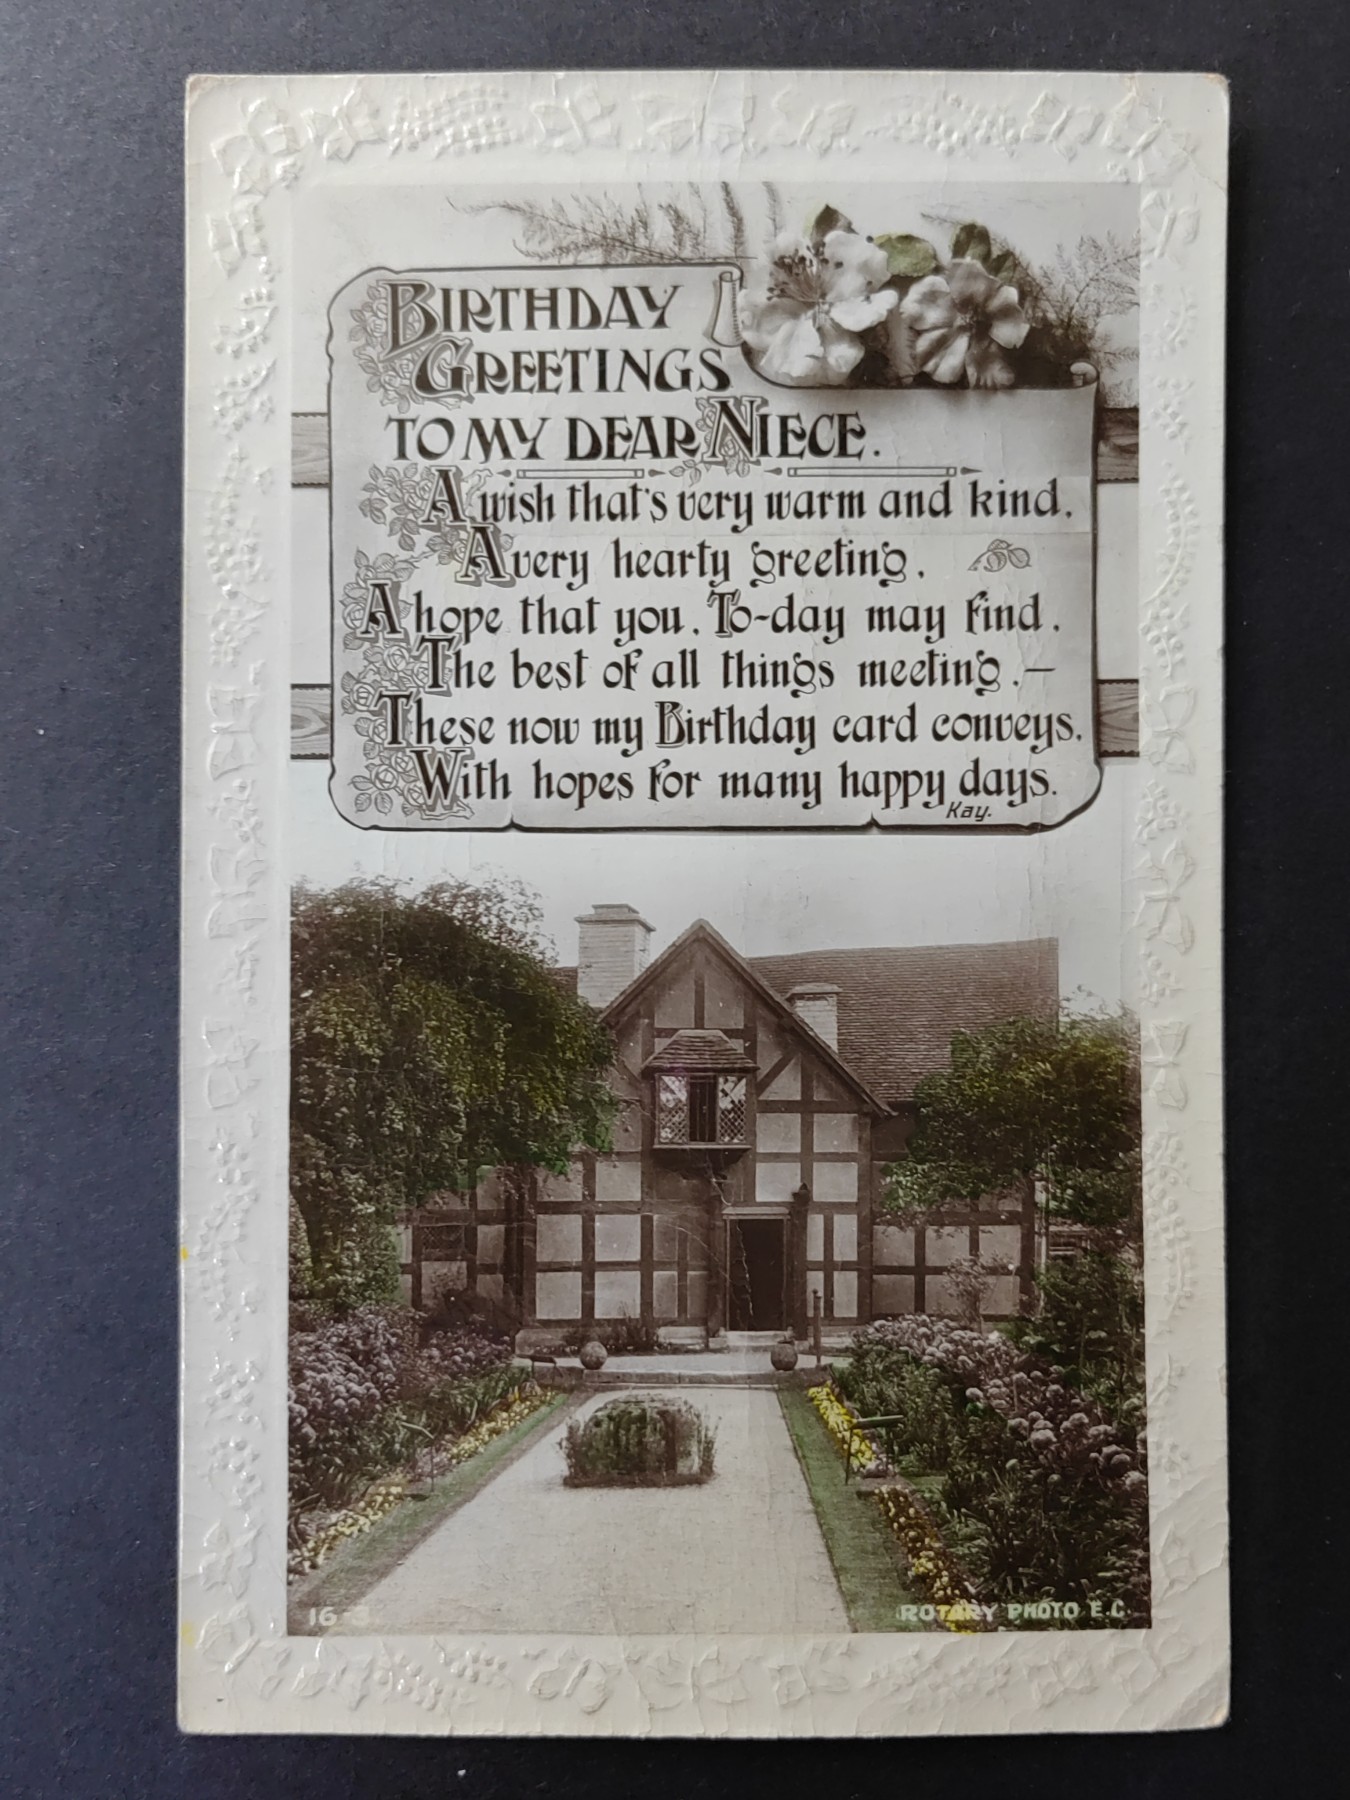 BIRTHDAY
GREETINGS
TO MY DEAR NIECE.
A wish that's very warm and kind,
A very hearty greeting,
A hope that you, To-day may find,
The best of all things meeting,—
These now my Birthday card conveys,
With hopes for many happy days.
Kay.
16-3
ROTARY PHOTO E.C.